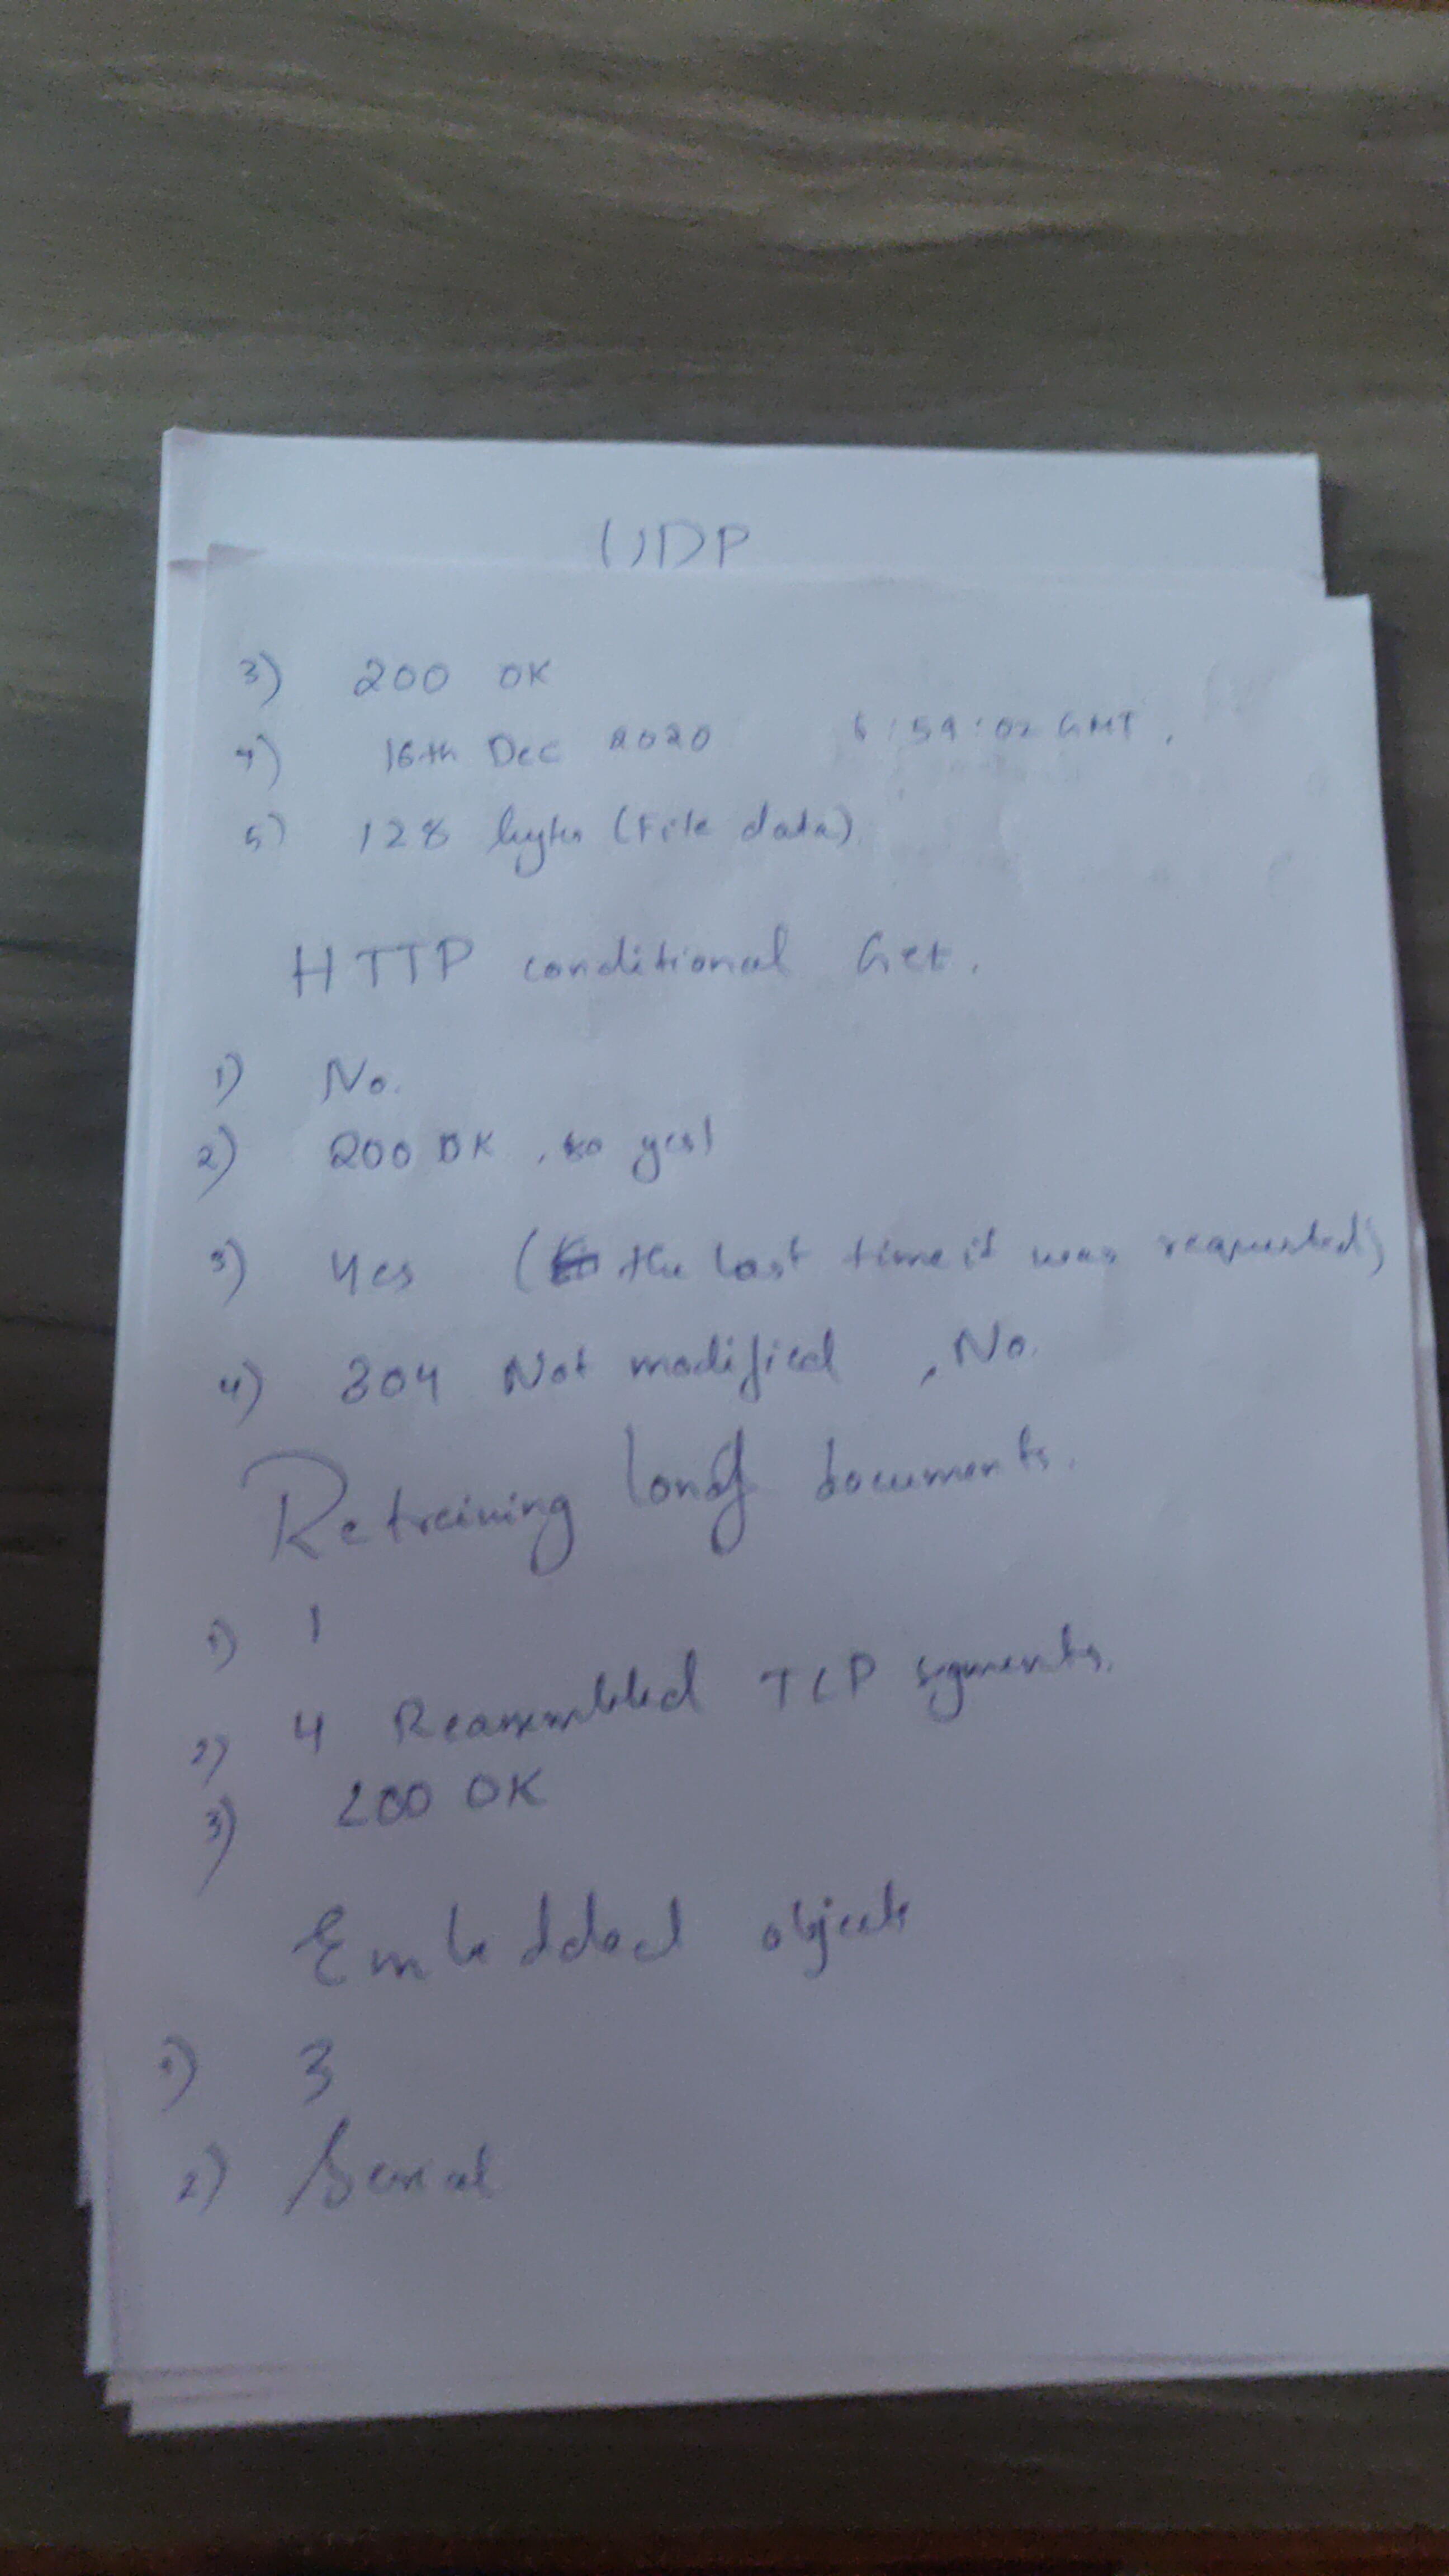 UDP
3) 200 OK
4) 16th Dec 2020 6:59:02 GMT.
5) 128 bytes (File data).
HTTP conditional Get.
1) No.
2) 200 OK, so yes!
3) Yes (the last time it was requested)
4) 304 Not modified, No.
Retreiving long documents.
1) 1
2) 4 Reassembled TCP segments.
3) 200 OK
Embedded objects
1) 3
2) Serial